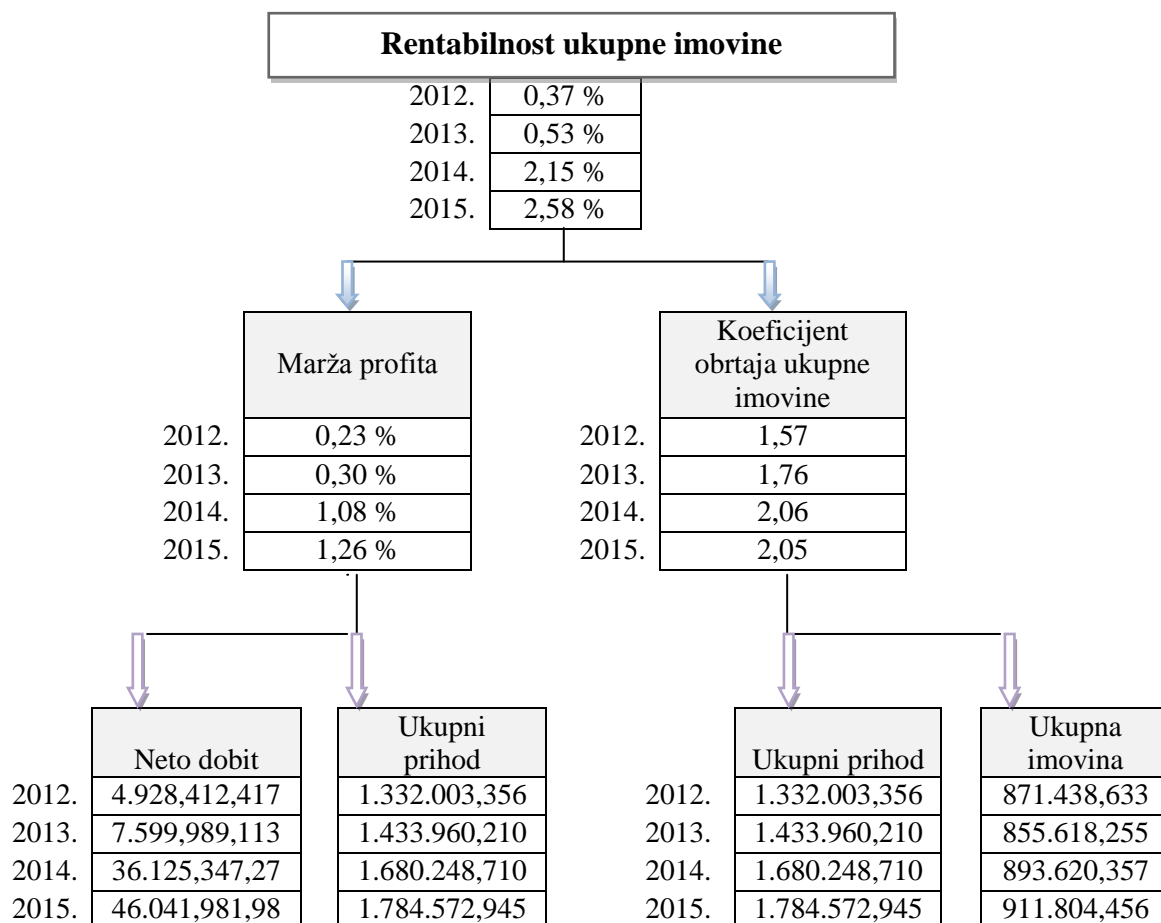 Rentabilnost ukupne imovine
2012. 0,37 %
2013. 0,53 %
2014. 2,15 %
2015. 2,58 %
Marža profita
2012. 0,23 %
2013. 0,30 %
2014. 1,08 %
2015. 1,26 %
Koeficijent
obrtaja ukupne
imovine
2012. 1,57
2013. 1,76
2014. 2,06
2015. 2,05
Neto dobit
2012. 4.928,412,417
2013. 7.599,989,113
2014. 36.125,347,27
2015. 46.041,981,98
Ukupni
prihod
1.332.003,356
1.433.960,210
1.680.248,710
1.784.572,945
Ukupni prihod
2012. 1.332.003,356
2013. 1.433.960,210
2014. 1.680.248,710
2015. 1.784.572,945
Ukupna
imovina
871.438,633
855.618,255
893.620,357
911.804,456